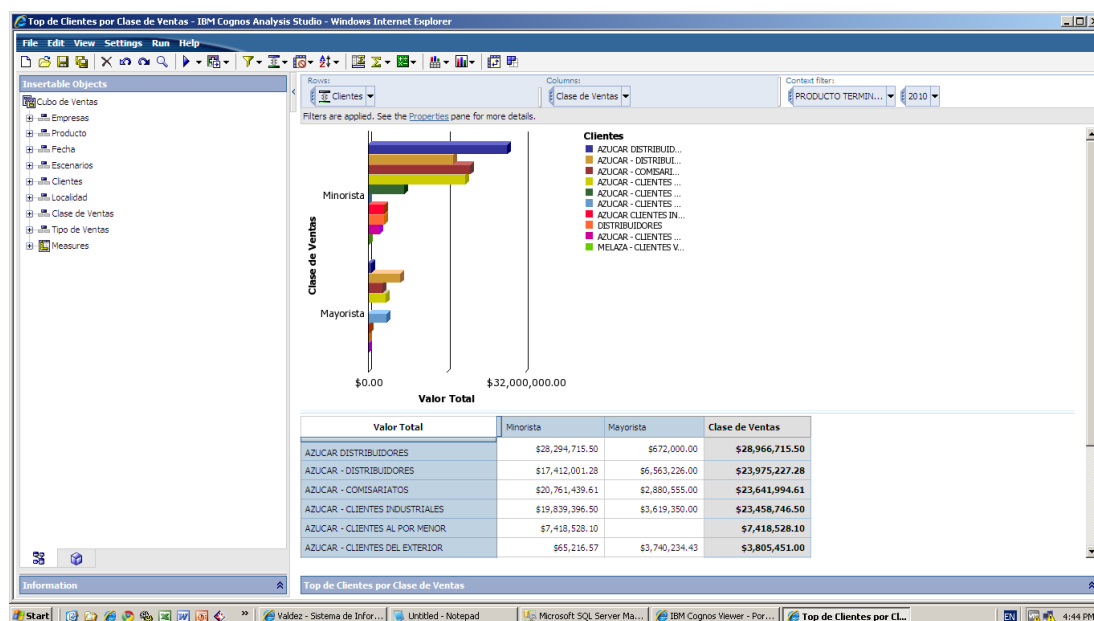 Top de Clientes por Clase de Ventas - IBM Cognos Analysis Studio - Windows Internet Explorer
File Edit View Settings Run Help
Insertable Objects
Cubo de Ventas
Empresas
Producto
Fecha
Escenarios
Clientes
Localidad
Clase de Ventas
Tipo de Ventas
Measures
Rows:
Clientes
Columns:
Clase de Ventas
Context filter:
PRODUCTO TERMIN...
2010
Filters are applied. See the Properties pane for more details.
Clase de Ventas
Minorista
Mayorista
$0.00 $32,000,000.00
Valor Total
Clientes
AZUCAR DISTRIBUID...
AZUCAR - DISTRIBUI...
AZUCAR - COMISARI...
AZUCAR - CLIENTES ...
AZUCAR - CLIENTES ...
AZUCAR - CLIENTES ...
AZUCAR CLIENTES IN...
DISTRIBUIDORES
AZUCAR - CLIENTES ...
MELAZA - CLIENTES V...
Valor Total Minorista Mayorista Clase de Ventas
AZUCAR DISTRIBUIDORES $28,294,715.50 $672,000.00 $28,966,715.50
AZUCAR - DISTRIBUIDORES $17,412,001.28 $6,563,226.00 $23,975,227.28
AZUCAR - COMISARIATOS $20,761,439.61 $2,880,555.00 $23,641,994.61
AZUCAR - CLIENTES INDUSTRIALES $19,839,396.50 $3,619,350.00 $23,458,746.50
AZUCAR - CLIENTES AL POR MENOR $7,418,528.10 $7,418,528.10
AZUCAR - CLIENTES DEL EXTERIOR $65,216.57 $3,740,234.43 $3,805,451.00
Information
Top de Clientes por Clase de Ventas
Start
Valdez - Sistema de Infor...
Untitled - Notepad
Microsoft SQL Server Ma...
IBM Cognos Viewer - Por...
Top de Clientes por Cl...
EN
4:44 PM